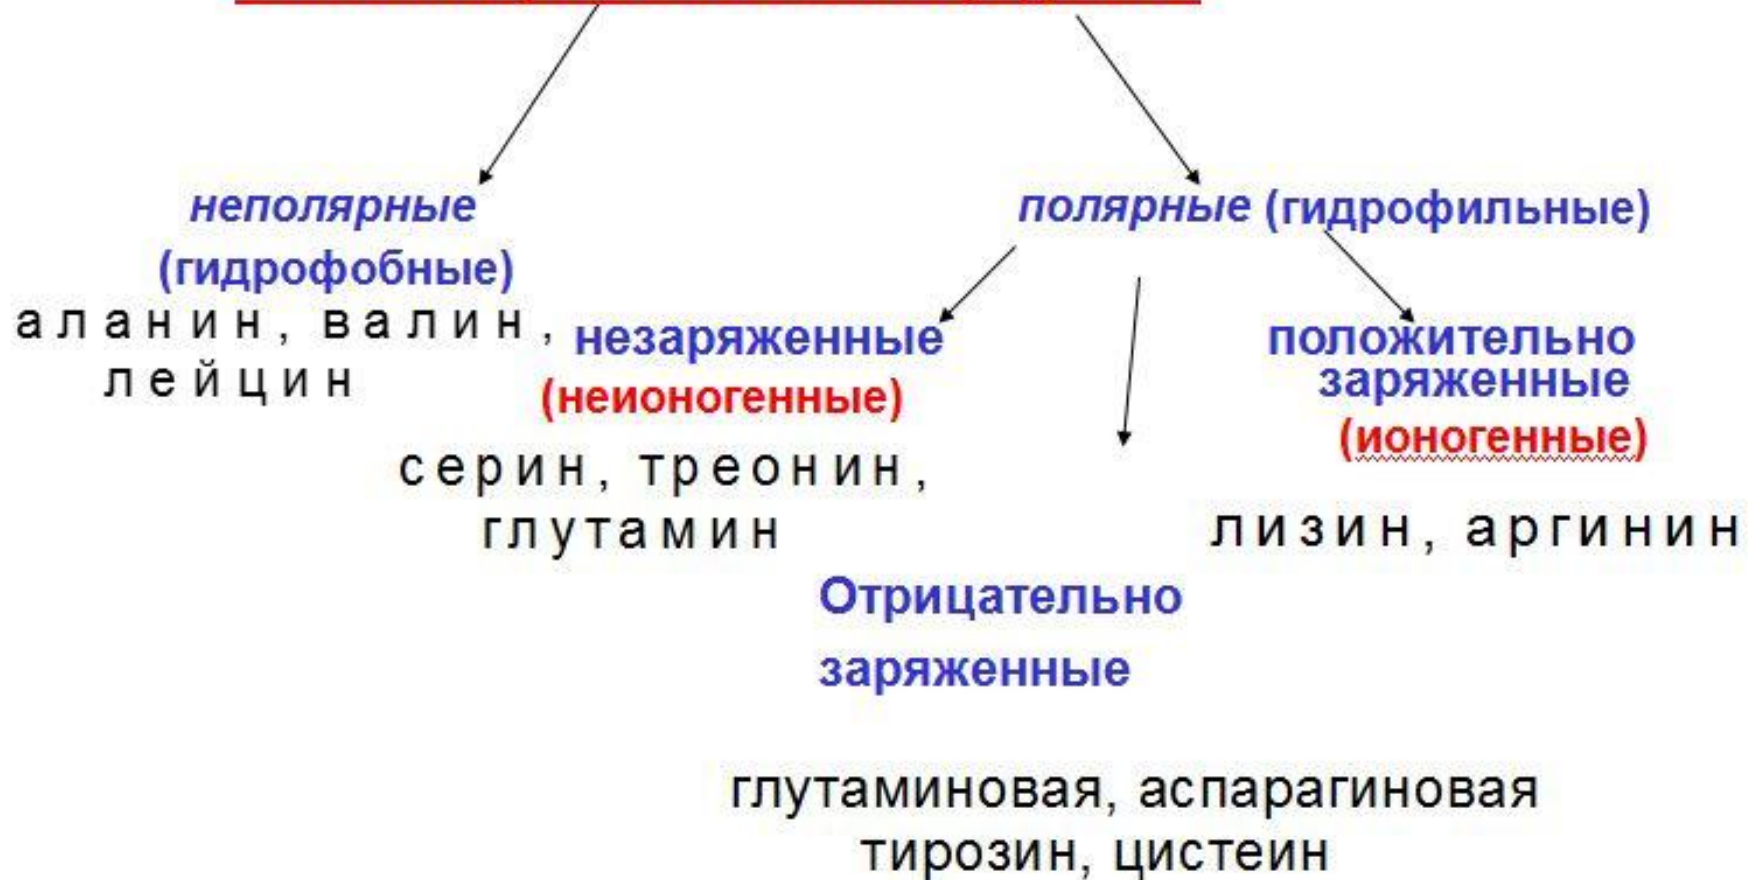 неполярные
(гидрофобные)
аланин, валин,
лейцин
полярные (гидрофильные)
незаряженные
(неионогенные)
серин, треонин,
глутамин
положительно
заряженные
(ионогенные)
лизин, аргинин
Отрицательно
заряженные
глутаминовая, аспарагиновая
тирозин, цистеин